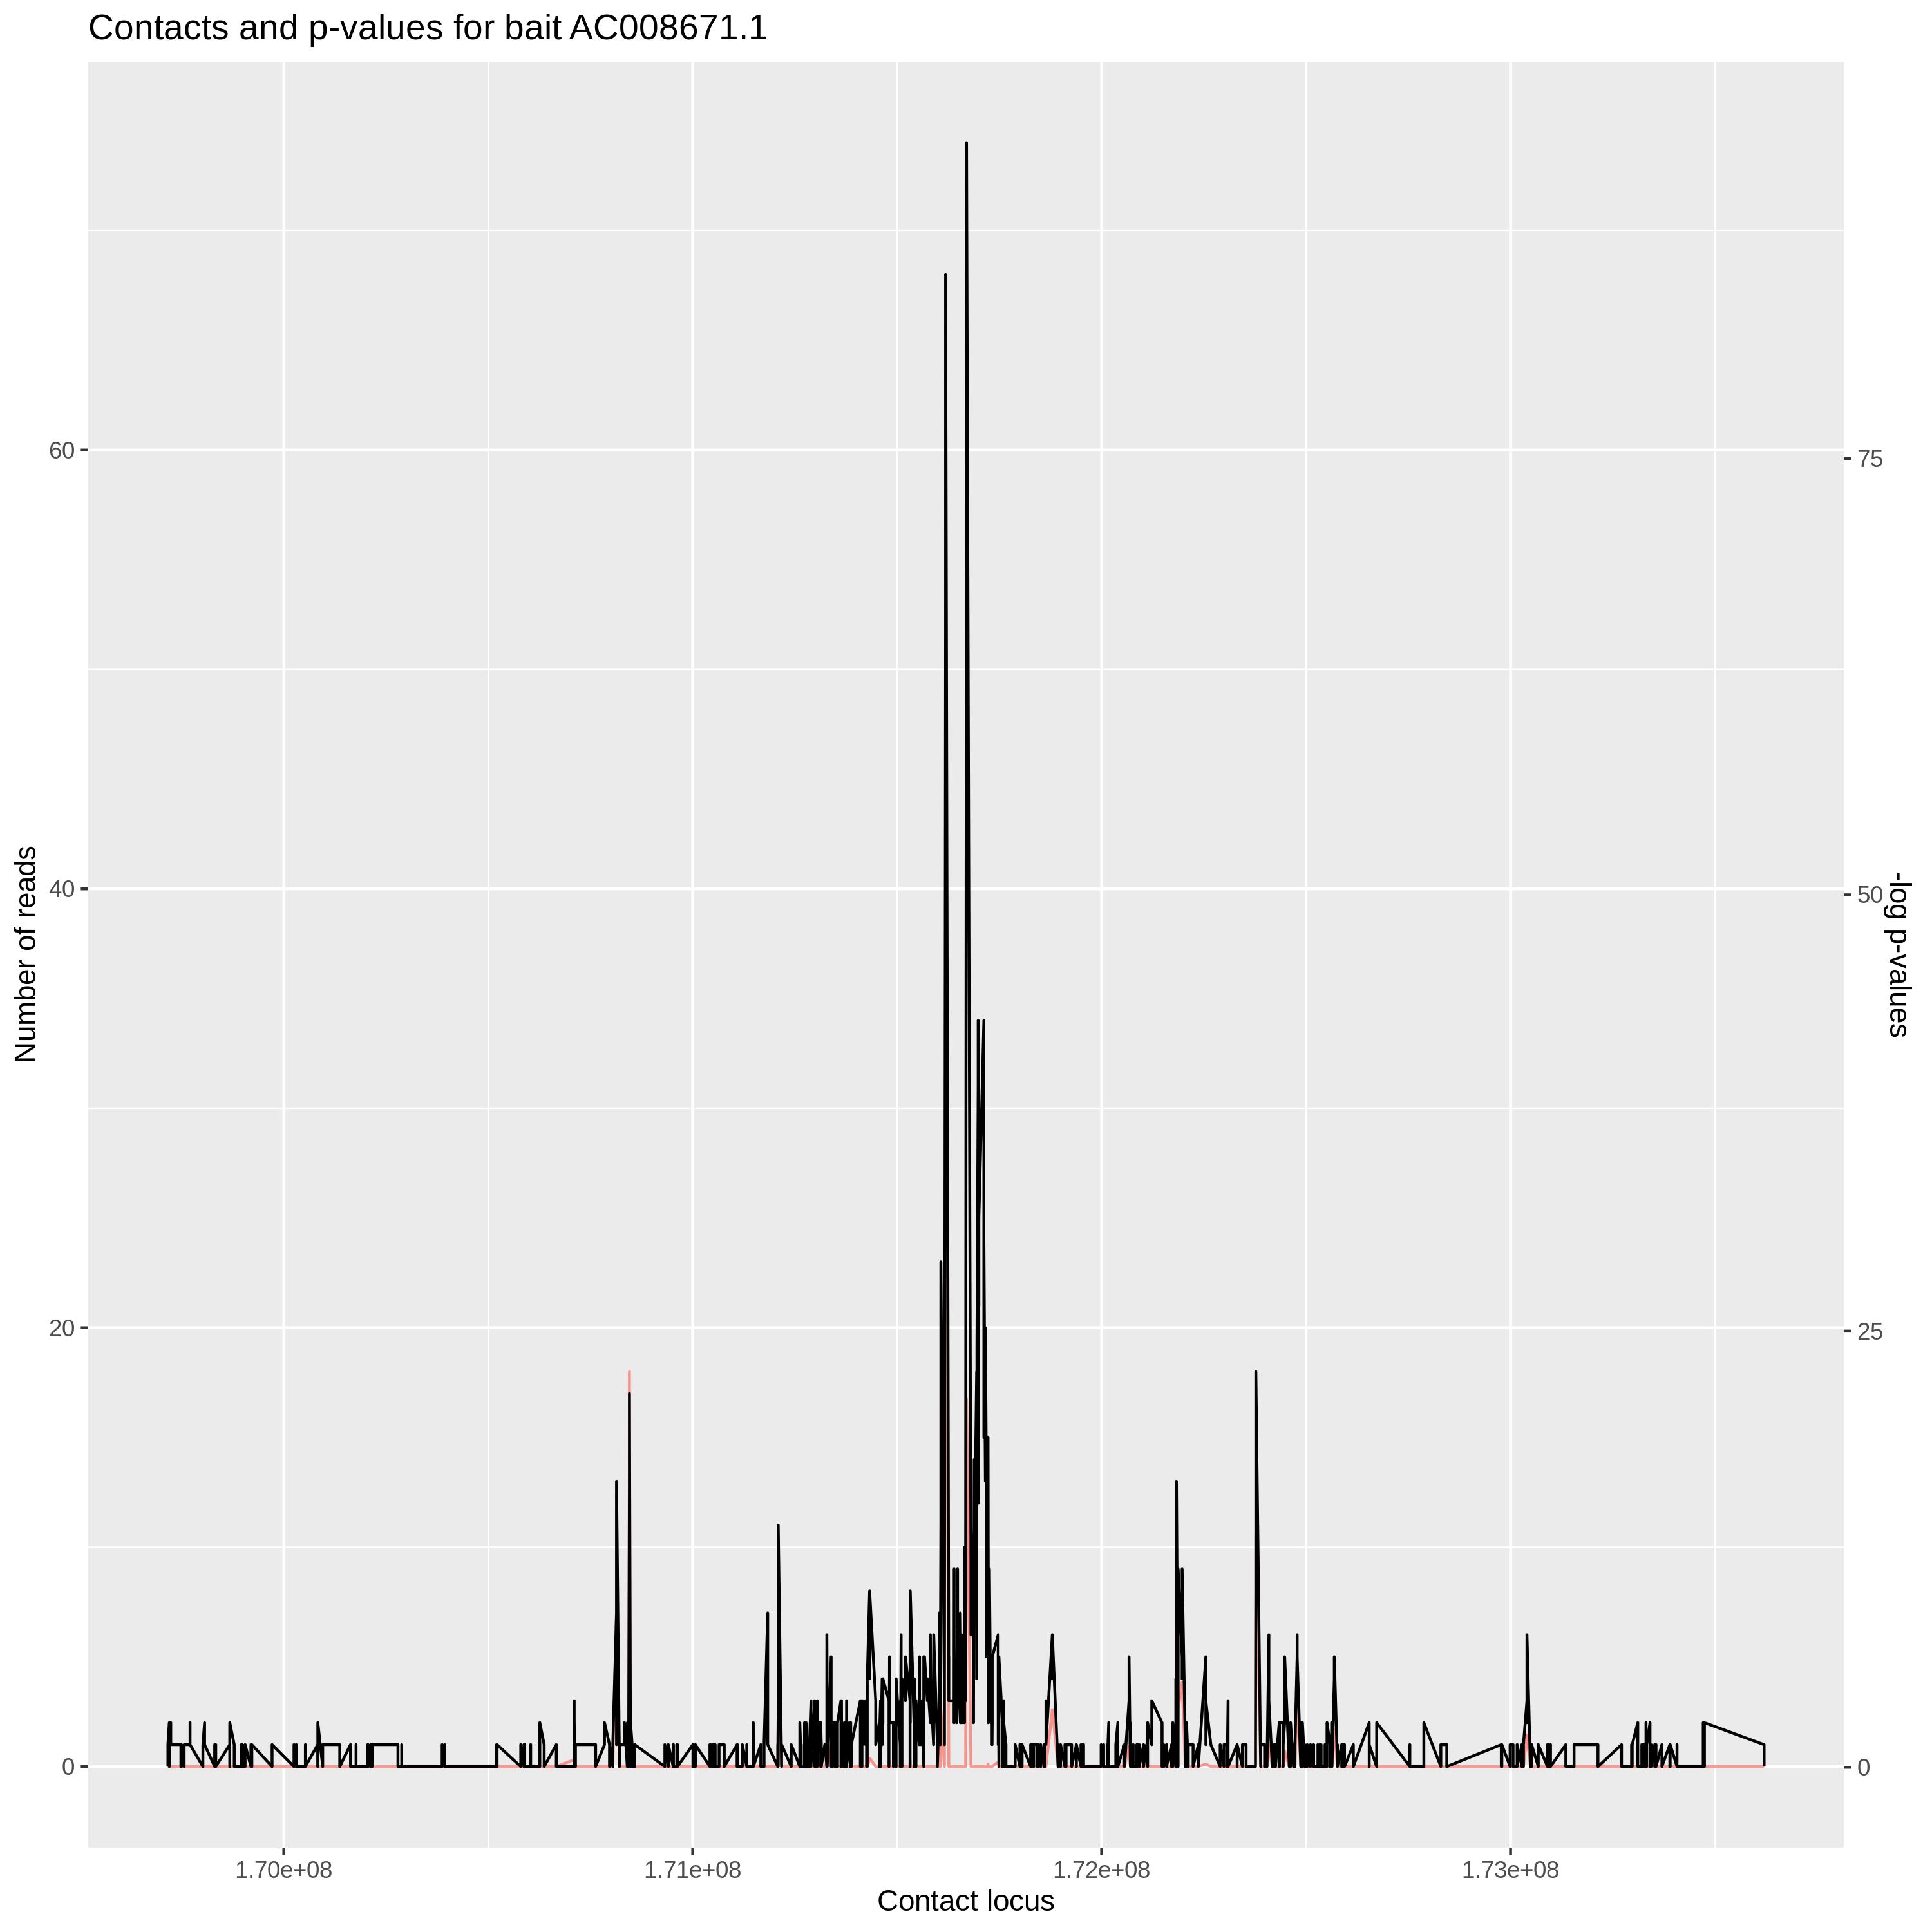 Contacts and p-values for bait AC008671.1
60
40
20
0
Number of reads
75
50
25
0
-log p-values
1.70e+08
1.71e+08
1.72e+08
1.73e+08
Contact locus